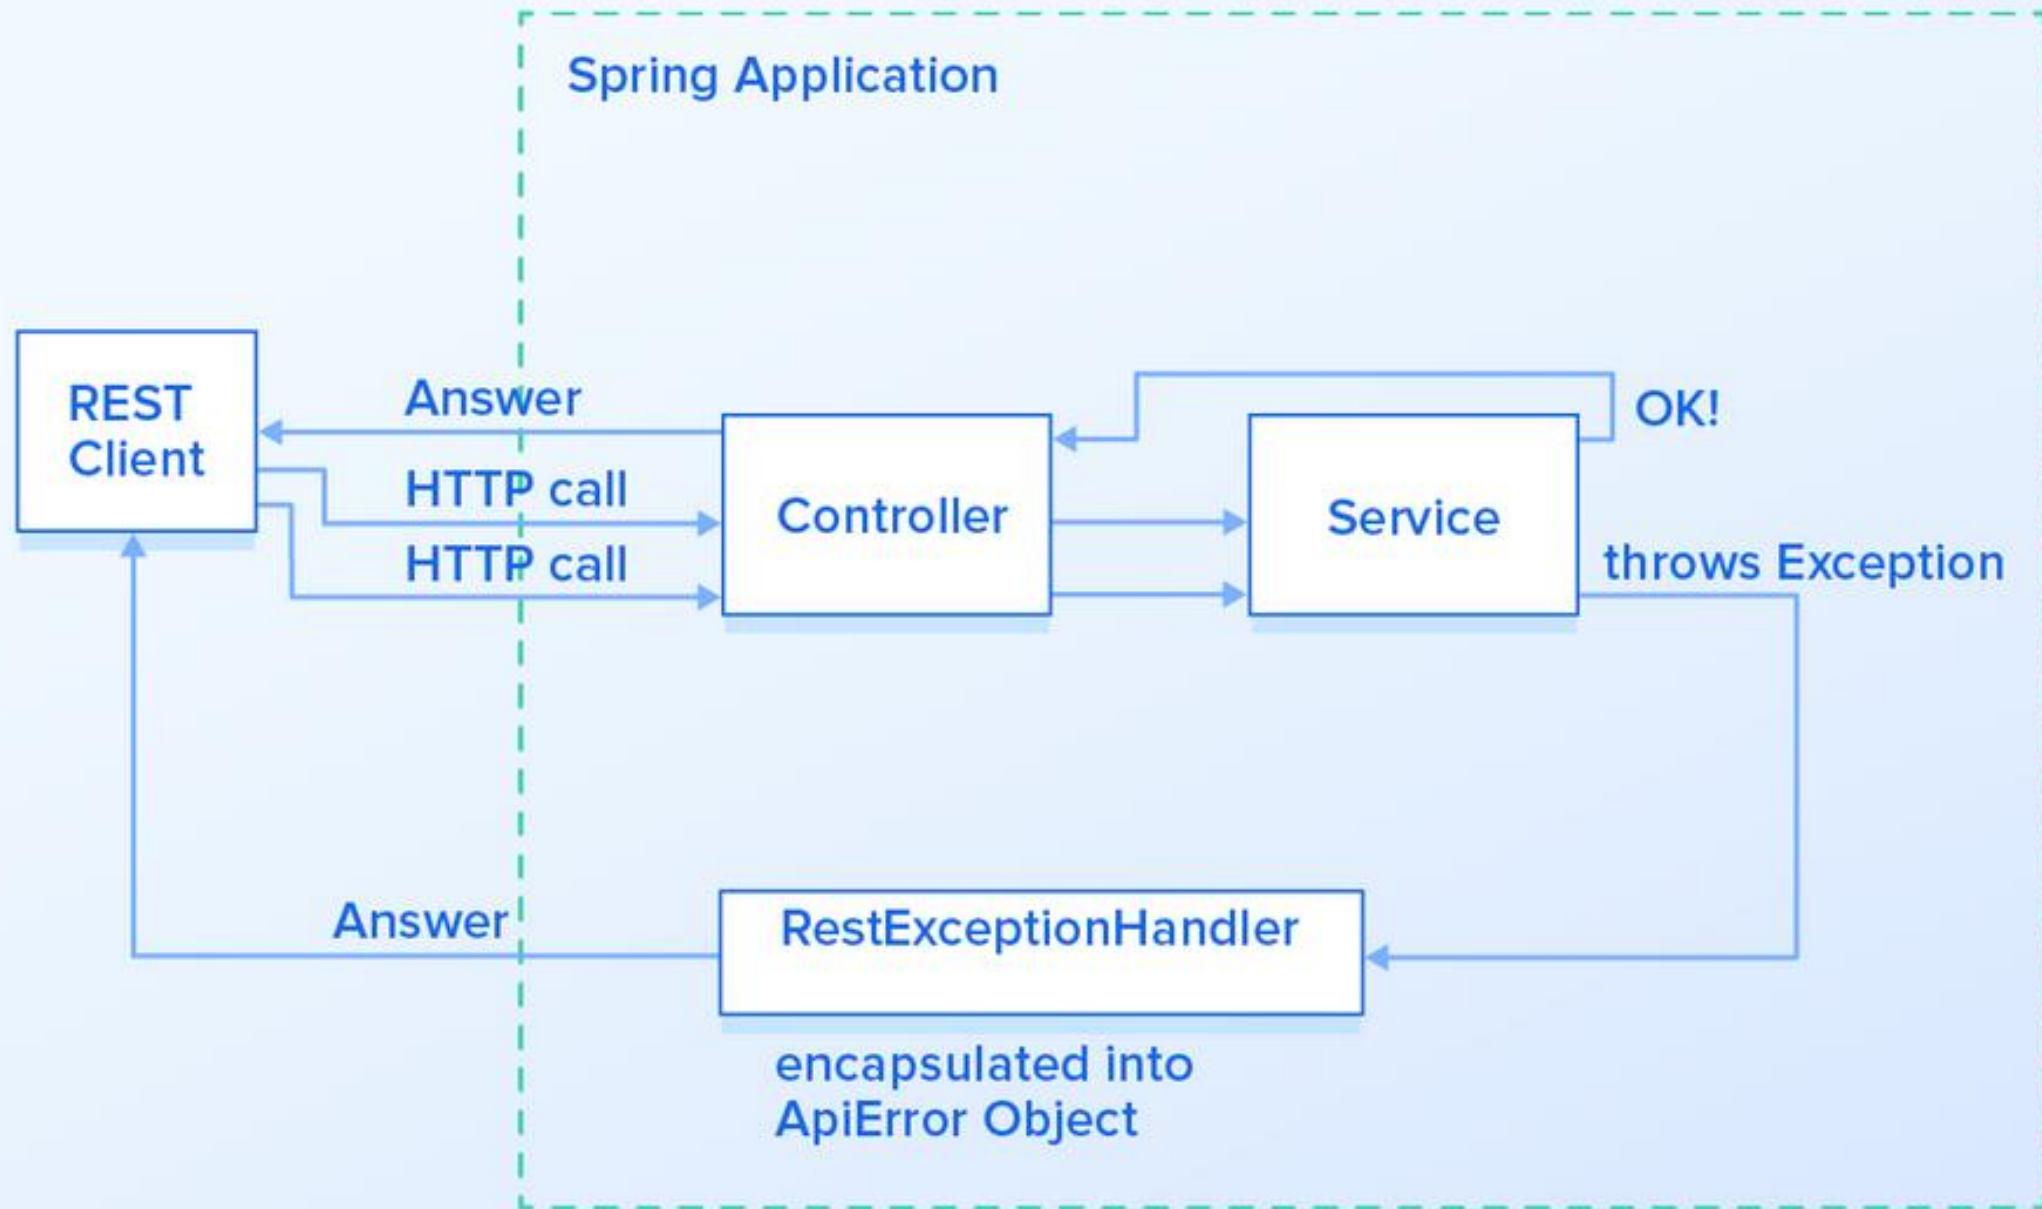 Spring Application
REST
Client
Answer
HTTP call
HTTP call
Controller
Service
OK!
throws Exception
Answer
RestExceptionHandler
encapsulated into
ApiError Object